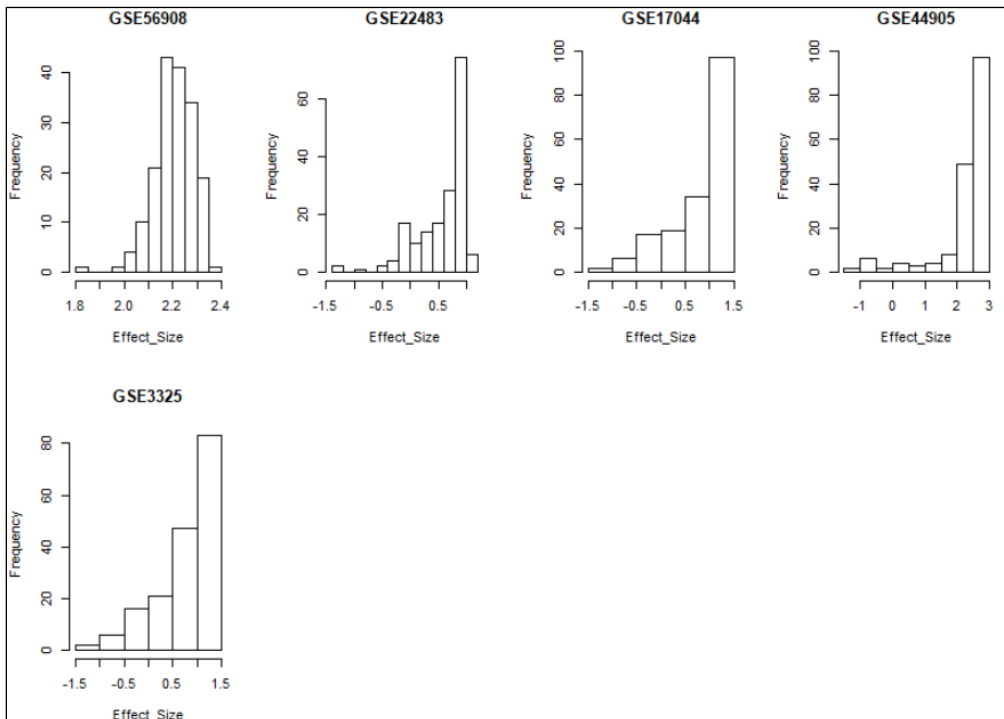 GSE56908
Frequency
0 10 20 30 40
1.8 2.0 2.2 2.4
Effect_Size
GSE22483
Frequency
0 20 40 60
-1.5 -0.5 0.5
Effect_Size
GSE17044
Frequency
0 20 40 60 80 100
-1.5 -0.5 0.5 1.5
Effect_Size
GSE44905
Frequency
0 20 40 60 80 100
-1 0 1 2 3
Effect_Size
GSE3325
Frequency
0 20 40 60 80
-1.5 -0.5 0.5 1.5
Effect_Size